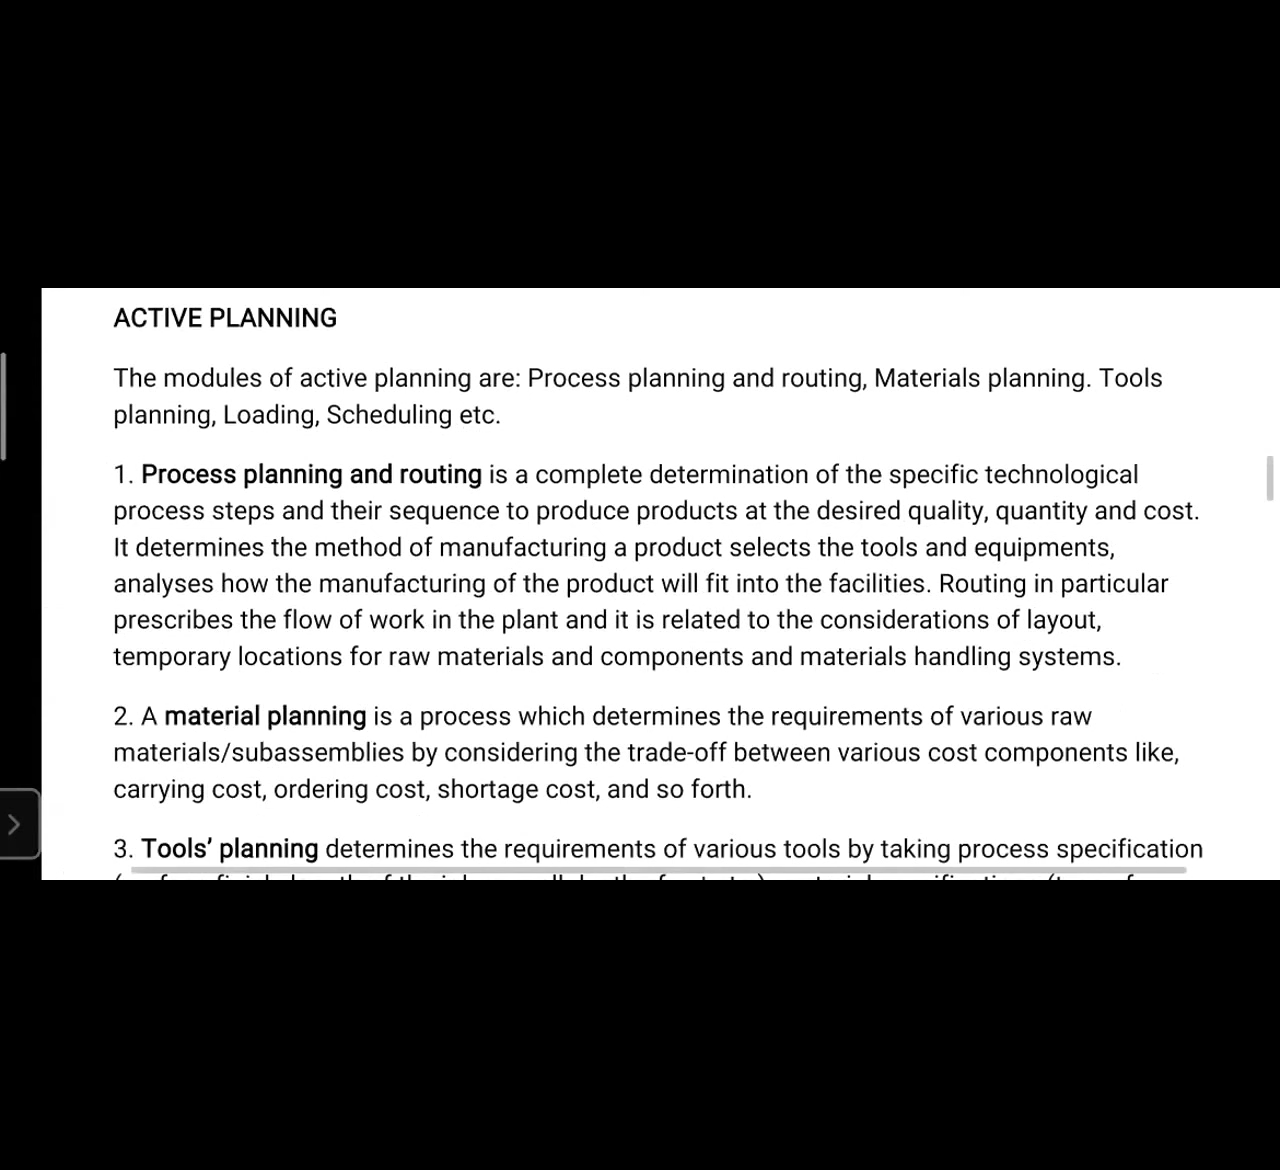 ACTIVE PLANNING
The modules of active planning are: Process planning and routing, Materials planning. Tools
planning, Loading, Scheduling etc.
1. Process planning and routing is a complete determination of the specific technological
process steps and their sequence to produce products at the desired quality, quantity and cost.
It determines the method of manufacturing a product selects the tools and equipments,
analyses how the manufacturing of the product will fit into the facilities. Routing in particular
prescribes the flow of work in the plant and it is related to the considerations of layout,
temporary locations for raw materials and components and materials handling systems.
2. A material planning is a process which determines the requirements of various raw
materials/subassemblies by considering the trade-off between various cost components like,
carrying cost, ordering cost, shortage cost, and so forth.
3. Tools’ planning determines the requirements of various tools by taking process specification